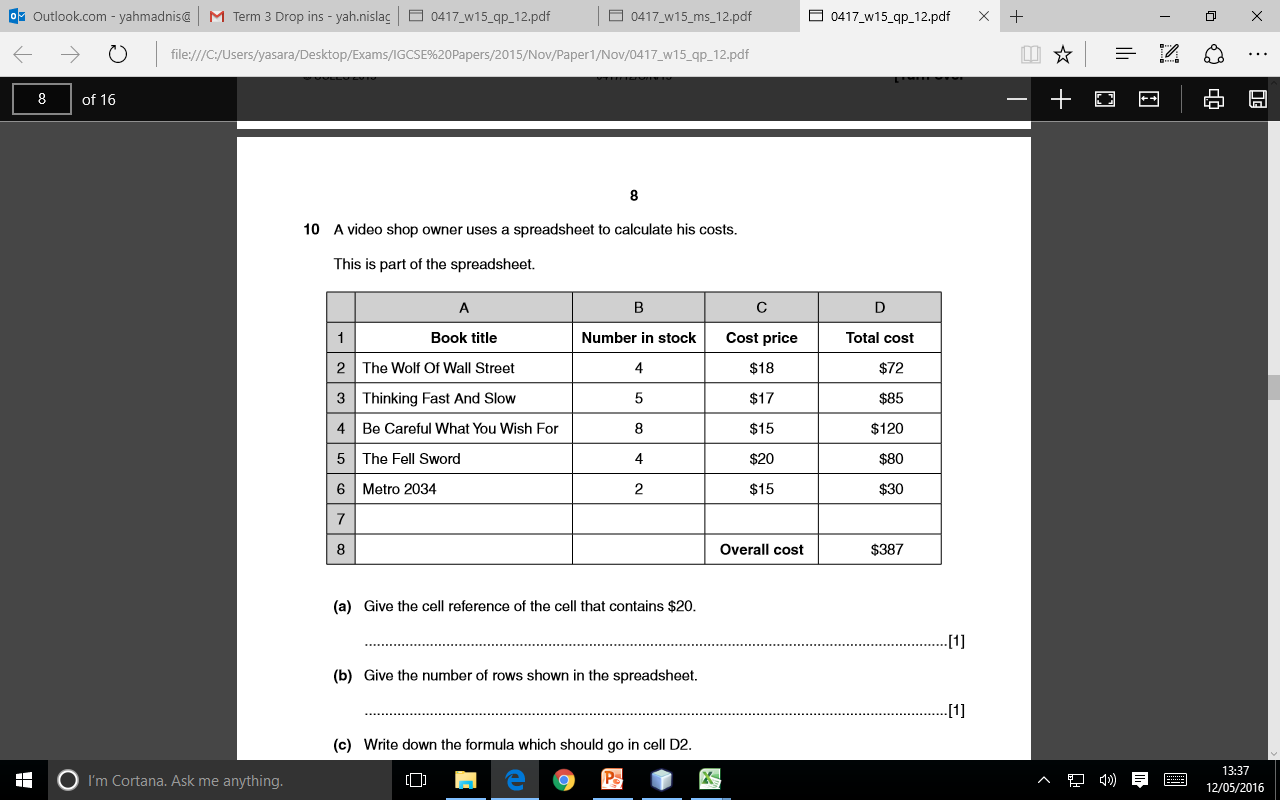 Outlook.com - yahmadnis@
Term 3 Drop ins - yah.nislag
0417_w15_qp_12.pdf
0417_w15_ms_12.pdf
0417_w15_qp_12.pdf
file:///C:/Users/yasara/Desktop/Exams/IGCSE%20Papers/2015/Nov/Paper1/Nov/0417_w15_qp_12.pdf
8 of 16
8
10 A video shop owner uses a spreadsheet to calculate his costs.
This is part of the spreadsheet.
A B C D
1 Book title Number in stock Cost price Total cost
2 The Wolf Of Wall Street 4 $18 $72
3 Thinking Fast And Slow 5 $17 $85
4 Be Careful What You Wish For 8 $15 $120
5 The Fell Sword 4 $20 $80
6 Metro 2034 2 $15 $30
7
8 Overall cost $387
(a) Give the cell reference of the cell that contains $20.
[1]
(b) Give the number of rows shown in the spreadsheet.
[1]
(c) Write down the formula which should go in cell D2.
I'm Cortana. Ask me anything.
13:37
12/05/2016